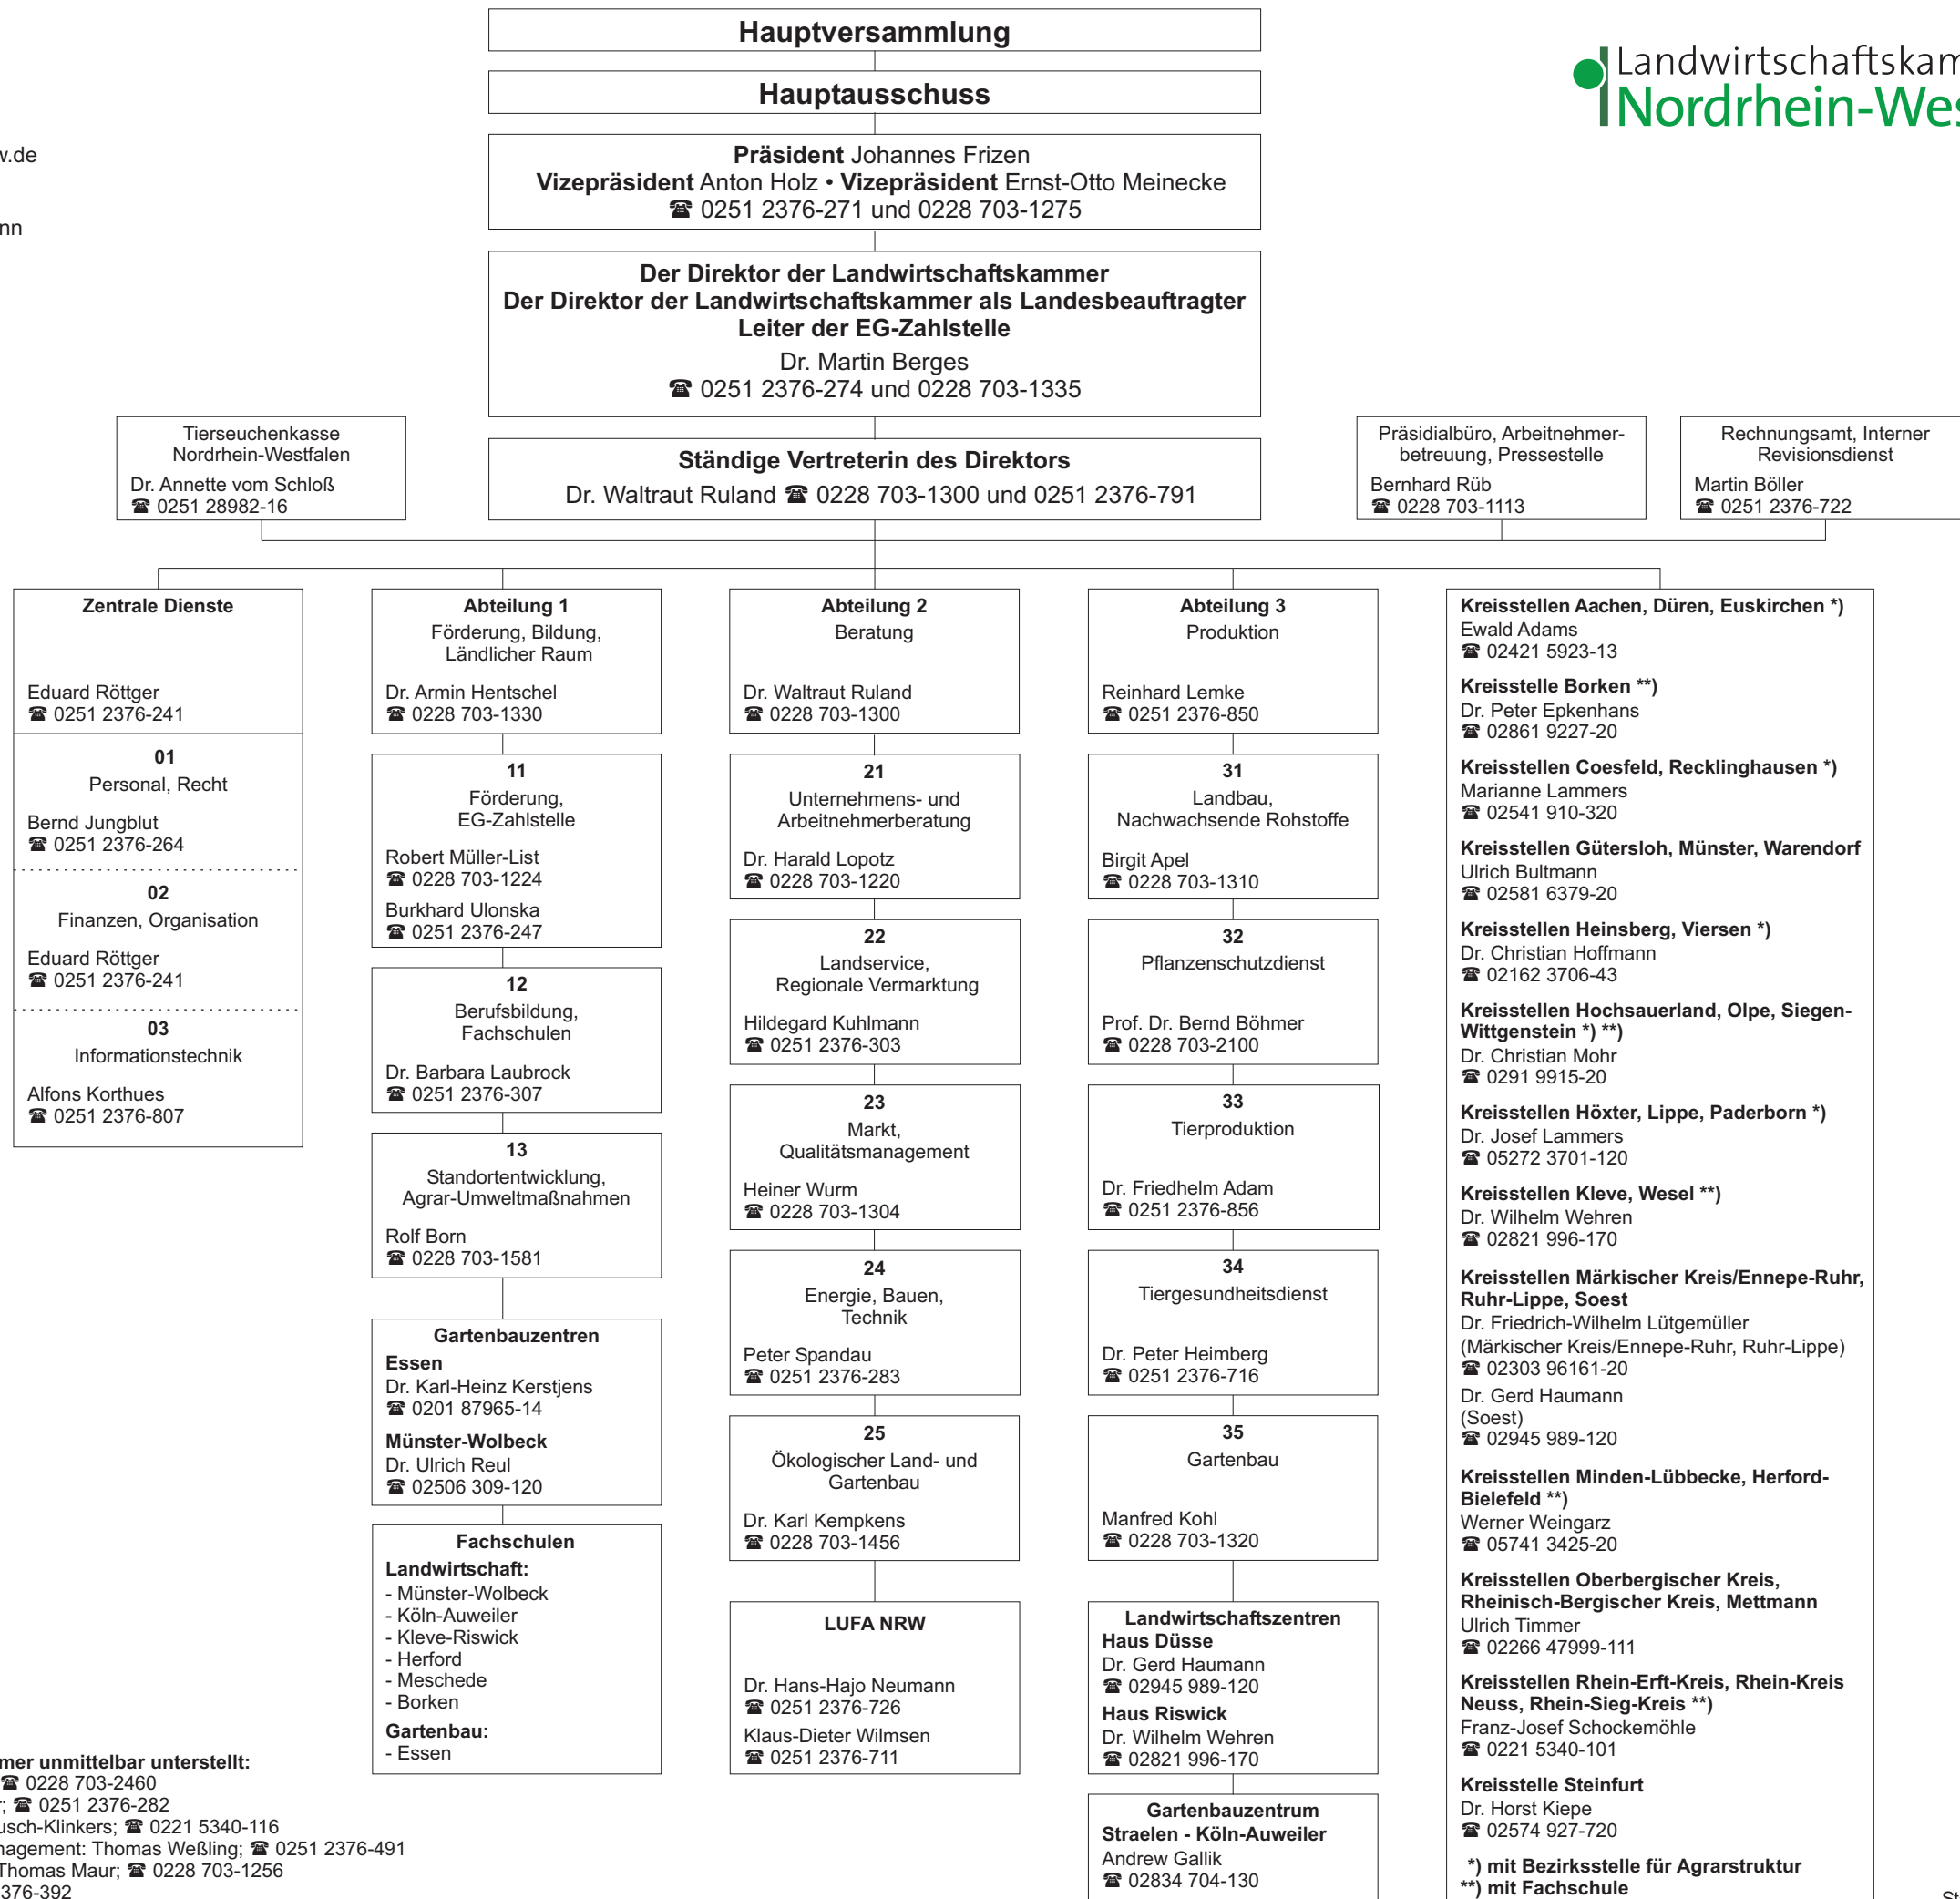 Hauptversammlung
Hauptausschuss
Präsident Johannes Frizen
Vizepräsident Anton Holz • Vizepräsident Ernst-Otto Meinecke
☎ 0251 2376-271 und 0228 703-1275
Der Direktor der Landwirtschaftskammer
Der Direktor der Landwirtschaftskammer als Landesbeauftragter
Leiter der EG-Zahlstelle
Dr. Martin Berges
☎ 0251 2376-274 und 0228 703-1335
Landwirtschaftskam
Nordrhein-Wes
w.de
nn
Tierseuchenkasse
Nordrhein-Westfalen
Dr. Annette vom Schloß
☎ 0251 28982-16
Ständige Vertreterin des Direktors
Dr. Waltraut Ruland ☎ 0228 703-1300 und 0251 2376-791
Präsidialbüro, Arbeitnehmer-
betreuung, Pressestelle
Bernhard Rüb
☎ 0228 703-1113
Rechnungsamt, Interner
Revisionsdienst
Martin Böller
☎ 0251 2376-722
Zentrale Dienste
Eduard Röttger
☎ 0251 2376-241
01
Personal, Recht
Bernd Jungblut
☎ 0251 2376-264
02
Finanzen, Organisation
Eduard Röttger
☎ 0251 2376-241
03
Informationstechnik
Alfons Korthues
☎ 0251 2376-807
Abteilung 1
Förderung, Bildung,
Ländlicher Raum
Dr. Armin Hentschel
☎ 0228 703-1330
11
Förderung,
EG-Zahlstelle
Robert Müller-List
☎ 0228 703-1224
Burkhard Ulonska
☎ 0251 2376-247
12
Berufsbildung,
Fachschulen
Dr. Barbara Laubrock
☎ 0251 2376-307
13
Standortentwicklung,
Agrar-Umweltmaßnahmen
Rolf Born
☎ 0228 703-1581
Gartenbauzentren
Essen
Dr. Karl-Heinz Kerstjens
☎ 0201 87965-14
Münster-Wolbeck
Dr. Ulrich Reul
☎ 02506 309-120
Fachschulen
Landwirtschaft:
- Münster-Wolbeck
- Köln-Auweiler
- Kleve-Riswick
- Herford
- Meschede
- Borken
Gartenbau:
- Essen
Abteilung 2
Beratung
Dr. Waltraut Ruland
☎ 0228 703-1300
21
Unternehmens- und
Arbeitnehmerberatung
Dr. Harald Lopotz
☎ 0228 703-1220
22
Landservice,
Regionale Vermarktung
Hildegard Kuhlmann
☎ 0251 2376-303
23
Markt,
Qualitätsmanagement
Heiner Wurm
☎ 0228 703-1304
24
Energie, Bauen,
Technik
Peter Spandau
☎ 0251 2376-283
25
Ökologischer Land- und
Gartenbau
Dr. Karl Kempkens
☎ 0228 703-1456
LUFA NRW
Dr. Hans-Hajo Neumann
☎ 0251 2376-726
Klaus-Dieter Wilmsen
☎ 0251 2376-711
Abteilung 3
Produktion
Reinhard Lemke
☎ 0251 2376-850
31
Landbau,
Nachwachsende Rohstoffe
Birgit Apel
☎ 0228 703-1310
32
Pflanzenschutzdienst
Prof. Dr. Bernd Böhmer
☎ 0228 703-2100
33
Tierproduktion
Dr. Friedhelm Adam
☎ 0251 2376-856
34
Tiergesundheitsdienst
Dr. Peter Heimberg
☎ 0251 2376-716
35
Gartenbau
Manfred Kohl
☎ 0228 703-1320
Landwirtschaftszentren
Haus Düsse
Dr. Gerd Haumann
☎ 02945 989-120
Haus Riswick
Dr. Wilhelm Wehren
☎ 02821 996-170
Gartenbauzentrum
Straelen - Köln-Auweiler
Andrew Gallik
☎ 02834 704-130
Kreisstellen Aachen, Düren, Euskirchen *)
Ewald Adams
☎ 02421 5923-13
Kreisstelle Borken **)
Dr. Peter Epkenhans
☎ 02861 9227-20
Kreisstellen Coesfeld, Recklinghausen *)
Marianne Lammers
☎ 02541 910-320
Kreisstellen Gütersloh, Münster, Warendorf
Ulrich Bultmann
☎ 02581 6379-20
Kreisstellen Heinsberg, Viersen *)
Dr. Christian Hoffmann
☎ 02162 3706-43
Kreisstellen Hochsauerland, Olpe, Siegen-
Wittgenstein *) **)
Dr. Christian Mohr
☎ 0291 9915-20
Kreisstellen Höxter, Lippe, Paderborn *)
Dr. Josef Lammers
☎ 05272 3701-120
Kreisstellen Kleve, Wesel **)
Dr. Wilhelm Wehren
☎ 02821 996-170
Kreisstellen Märkischer Kreis/Ennepe-Ruhr,
Ruhr-Lippe, Soest
Dr. Friedrich-Wilhelm Lütgemüller
(Märkischer Kreis/Ennepe-Ruhr, Ruhr-Lippe)
☎ 02303 96161-20
Dr. Gerd Haumann
(Soest)
☎ 02945 989-120
Kreisstellen Minden-Lübbecke, Herford-
Bielefeld **)
Werner Weingarz
☎ 05741 3425-20
Kreisstellen Oberbergischer Kreis,
Rheinisch-Bergischer Kreis, Mettmann
Ulrich Timmer
☎ 02266 47999-111
Kreisstellen Rhein-Erft-Kreis, Rhein-Kreis
Neuss, Rhein-Sieg-Kreis **)
Franz-Josef Schockemöhle
☎ 0221 5340-101
Kreisstelle Steinfurt
Dr. Horst Kiepe
☎ 02574 927-720
*) mit Bezirksstelle für Agrarstruktur
**) mit Fachschule
mer unmittelbar unterstellt:
☎ 0228 703-2460
; ☎ 0251 2376-282
usch-Klinkers; ☎ 0221 5340-116
nagement: Thomas Weßling; ☎ 0251 2376-491
Thomas Maur; ☎ 0228 703-1256
376-392